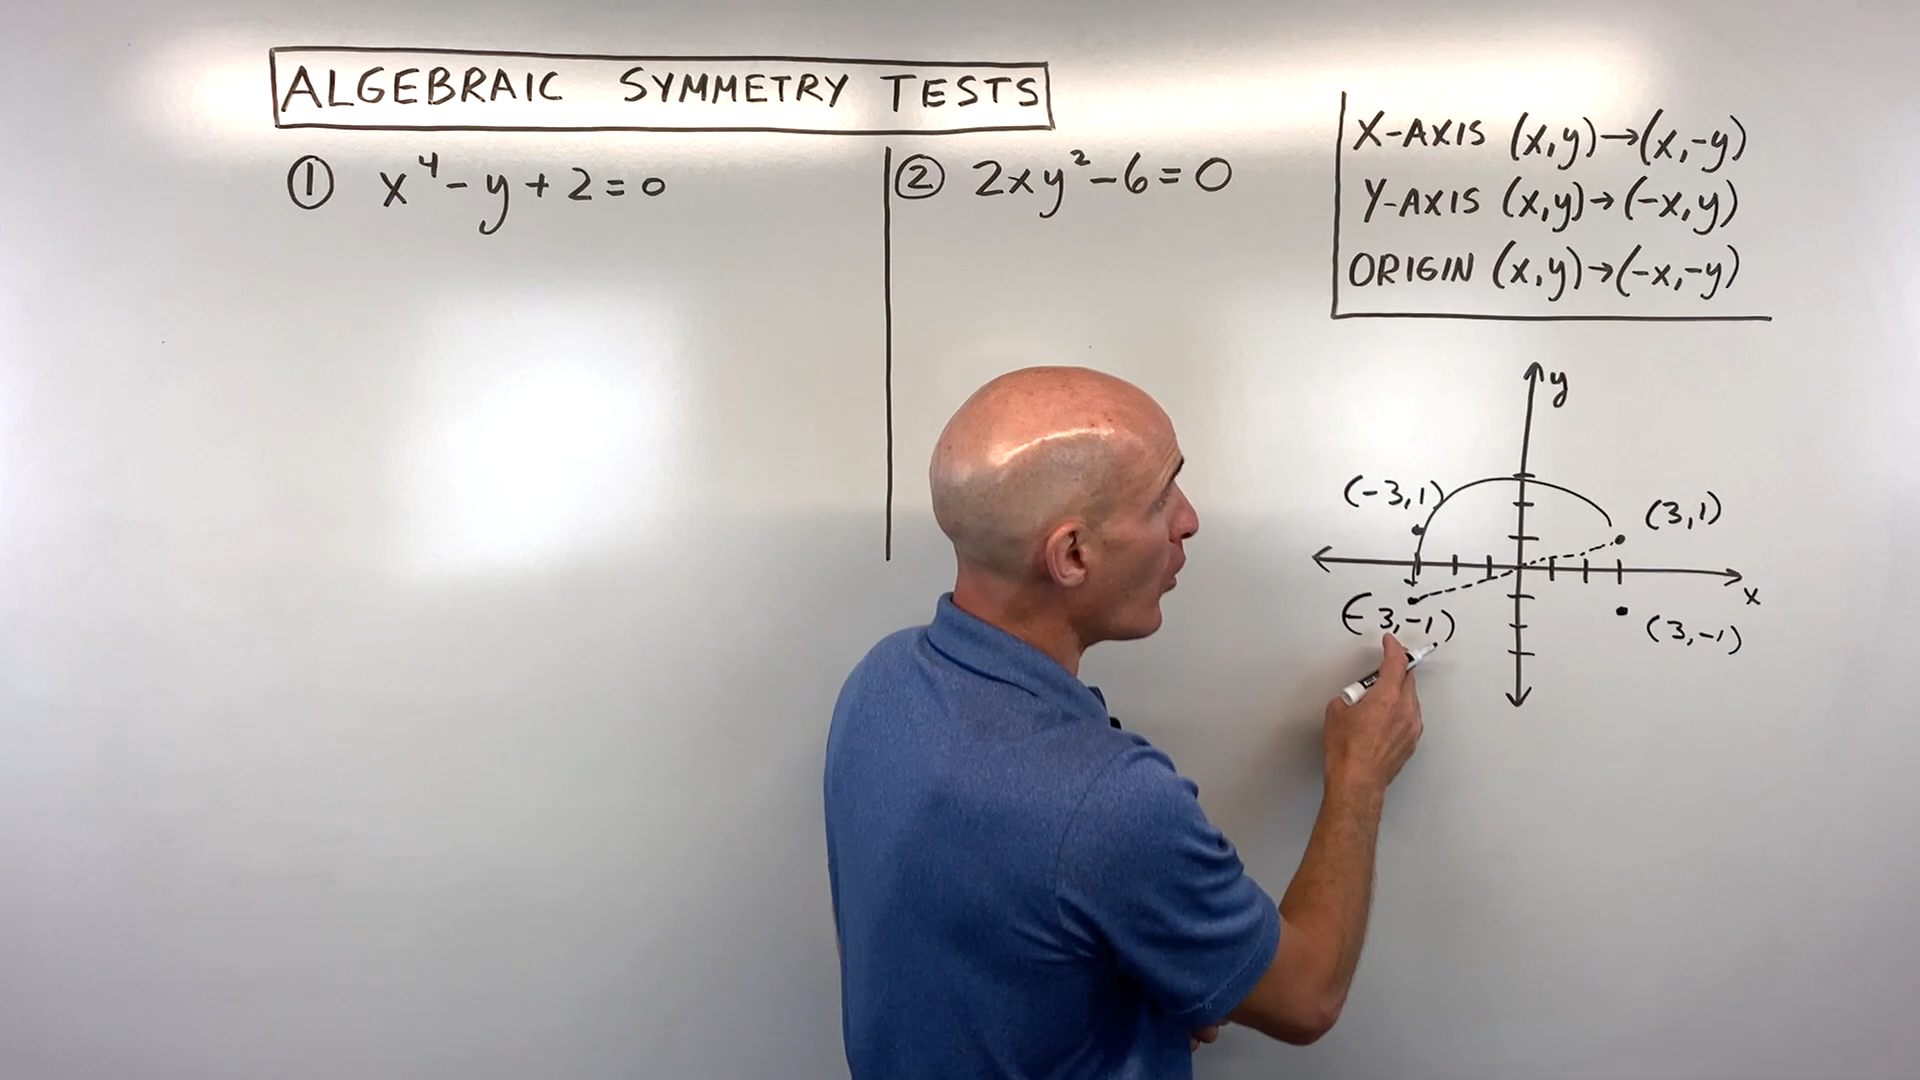 ALGEBRAIC SYMMETRY TESTS
① x⁴ - y + 2 = 0
② 2xy² - 6 = 0
X-AXIS (x,y)→(x,-y)
Y-AXIS (x,y)→(-x,y)
ORIGIN (x,y)→(-x,-y)
y
(-3,1)
(3,1)
x
(-3,-1)
(3,-1)